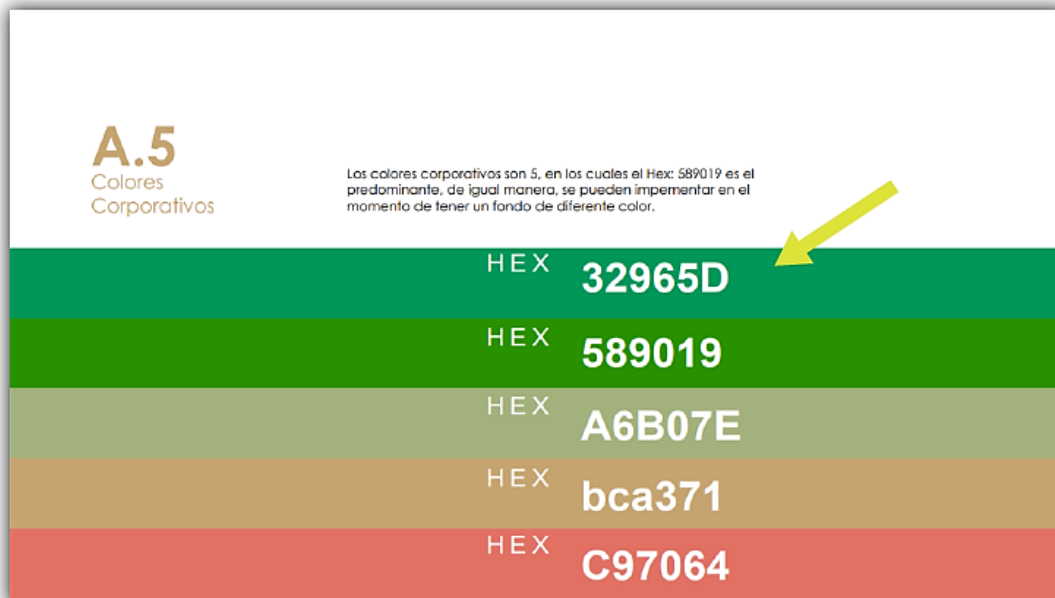 A.5
Colores
Corporativos
Los colores corporativos son 5, en los cuales el Hex: 589019 es el
predominante, de igual manera, se pueden impementar en el
momento de tener un fondo de diferente color.
HEX 32965D
HEX 589019
HEX A6B07E
HEX bca371
HEX C97064